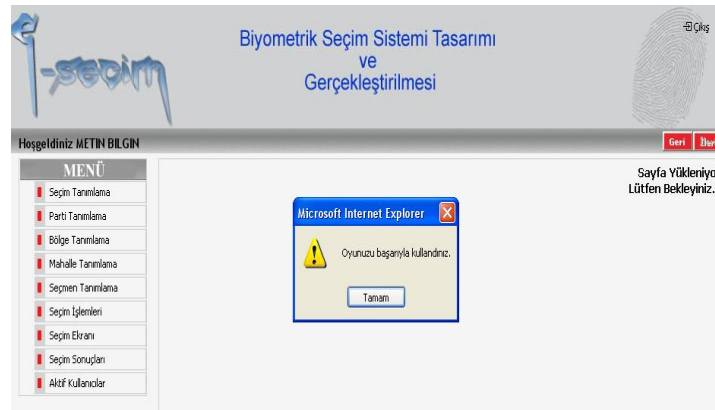 i-seçim
Biyometrik Seçim Sistemi Tasarımı
ve
Gerçekleştirilmesi
Çıkış
Hoşgeldiniz METIN BILGIN
Geri
MENÜ
Seçim Tanımlama
Parti Tanımlama
Bölge Tanımlama
Mahalle Tanımlama
Seçmen Tanımlama
Seçim İşlemleri
Seçim Ekranı
Seçim Sonuçları
Aktif Kullanıcılar
Sayfa Yükleniyo
Lütfen Bekleyiniz.
Microsoft Internet Explorer
Oyunuzu başarıyla kullandınız.
Tamam